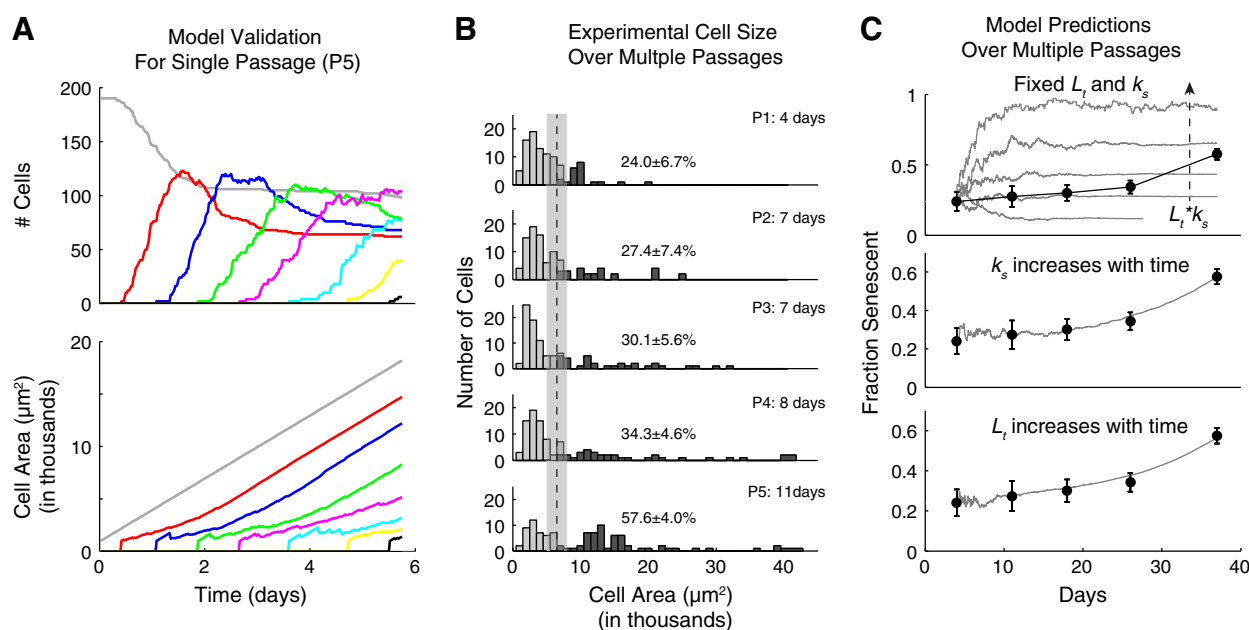 A
Model Validation
For Single Passage (P5)
# Cells
200
150
100
50
0
Cell Area (µm²)
(in thousands)
20
10
0
0
2
4
6
Time (days)
B
Experimental Cell Size
Over Multple Passages
Number of Cells
P1: 4 days
24.0±6.7%
20
10
0
P2: 7 days
27.4±7.4%
20
10
0
P3: 7 days
30.1±5.6%
20
10
0
P4: 8 days
34.3±4.6%
20
10
0
P5: 11days
57.6±4.0%
20
10
0
0
10
20
30
40
Cell Area (µm²)
(in thousands)
C
Model Predictions
Over Multiple Passages
Fraction Senescent
1
0.5
1
Fixed Lt and ks
Lt*ks
0.6
0.4
0.2
0
ks increases with time
0.6
0.4
0.2
0
Lt increases with time
0
10
20
30
40
Days